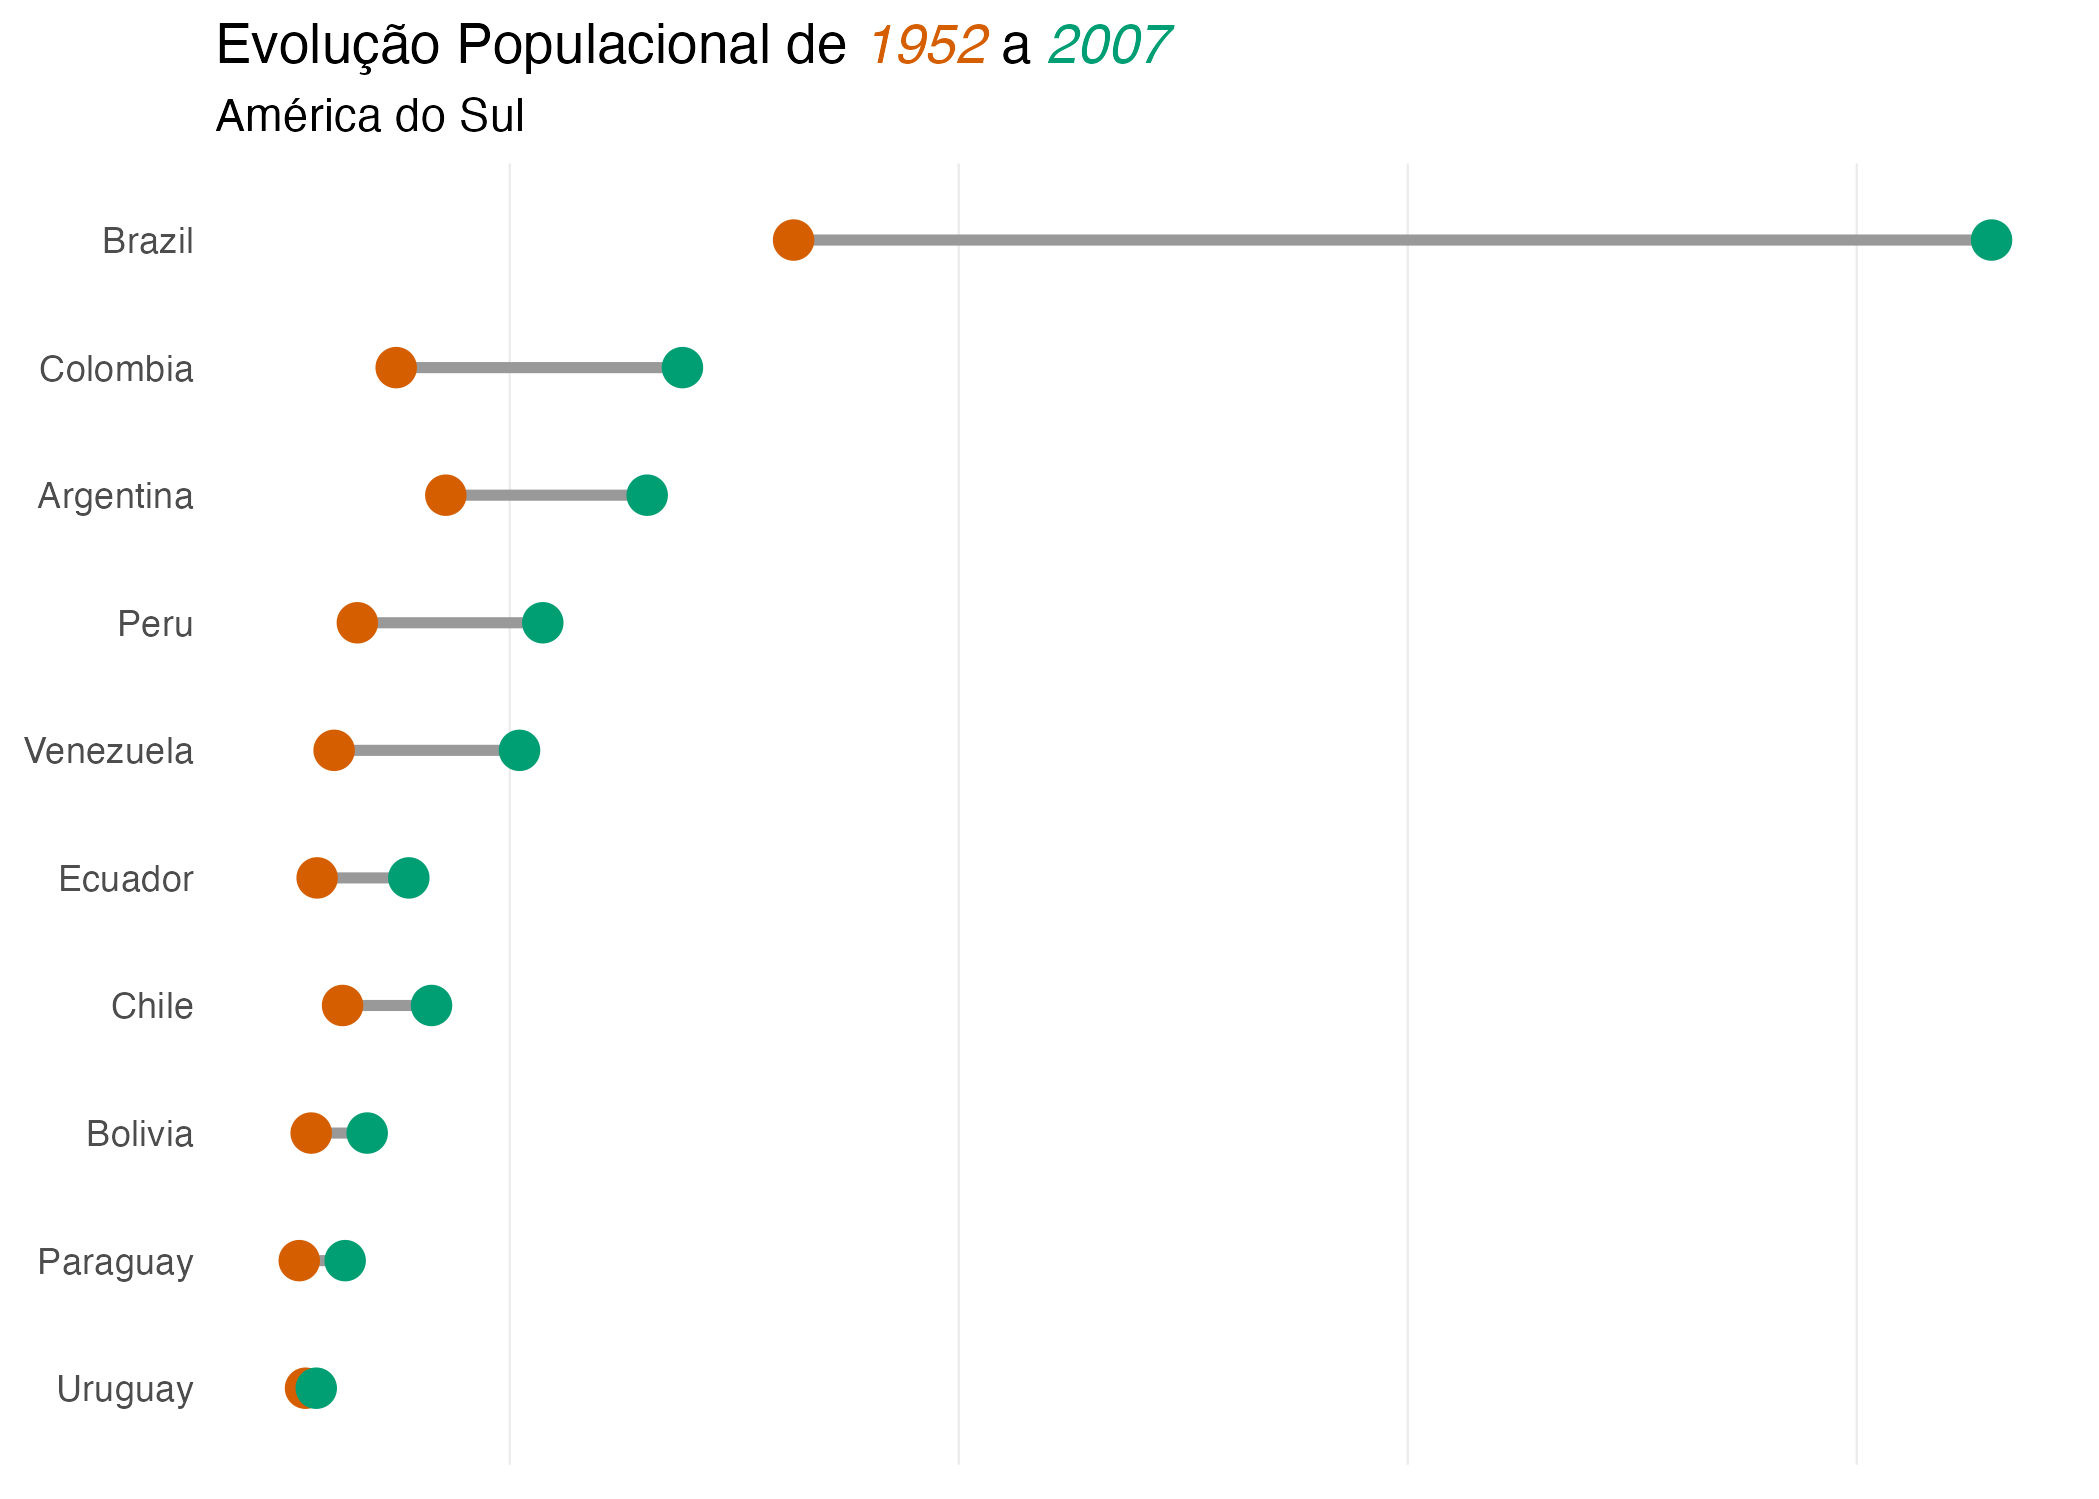 Evolução Populacional de 1952 a 2007
América do Sul
Brazil
Colombia
Argentina
Peru
Venezuela
Ecuador
Chile
Bolivia
Paraguay
Uruguay